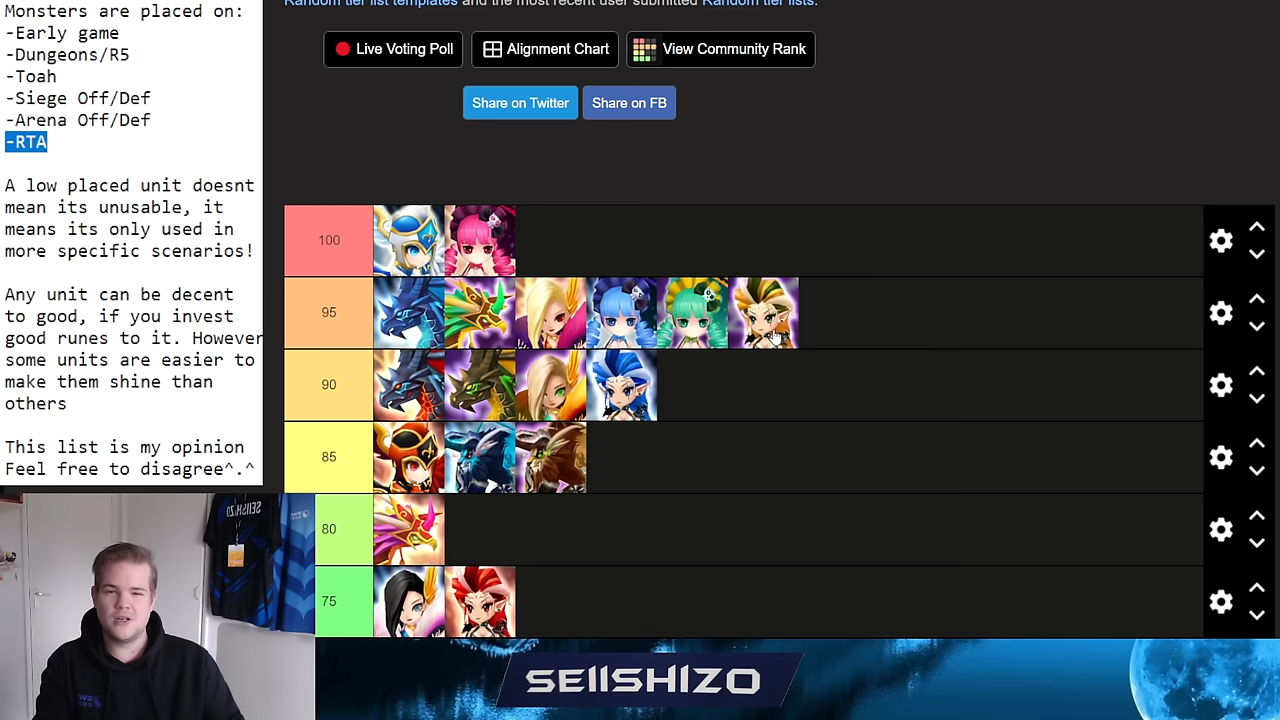 Monsters are placed on:
-Early game
-Dungeons/R5
-Toah
-Siege Off/Def
-Arena Off/Def
-RTA
A low placed unit doesnt
mean its unusable, it
means its only used in
more specific scenarios!
Any unit can be decent
to good, if you invest
good runes to it. However
some units are easier to
make them shine than
others
This list is my opinion
Feel free to disagree^.^
Random tier list templates and the most recent user submitted Random tier lists.
Live Voting Poll
Alignment Chart
View Community Rank
Share on Twitter
Share on FB
100
95
90
85
80
75
SEIISHIZO
SEIISHIZO